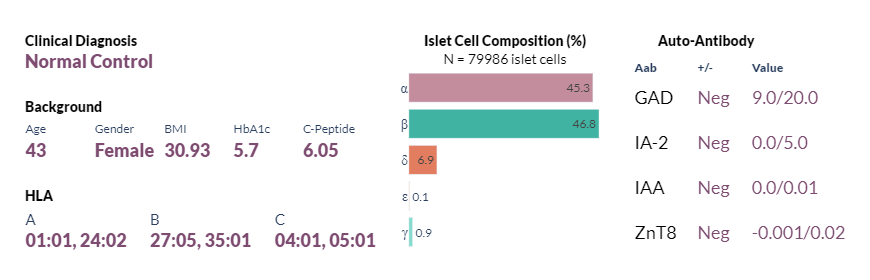 Clinical Diagnosis
Normal Control
Background
Age Gender BMI HbA1c C-Peptide
43 Female 30.93 5.7 6.05
HLA
A B C
01:01, 24:02 27:05, 35:01 04:01, 05:01
Islet Cell Composition (%)
N = 79986 islet cells
α 45.3
β 46.8
δ 6.9
ε 0.1
γ 0.9
Auto-Antibody
Aab +/- Value
GAD Neg 9.0/20.0
IA-2 Neg 0.0/5.0
IAA Neg 0.0/0.01
ZnT8 Neg -0.001/0.02